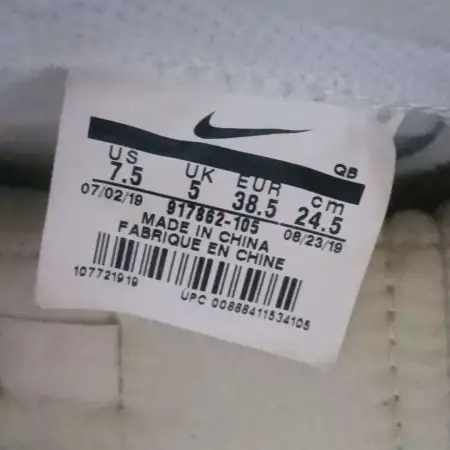 QB
US UK EUR cm
7.5 5 38.5 24.5
07/02/19 917862-105 08/23/19
MADE IN CHINA
FABRIQUE EN CHINE
107721919
UPC 00888411534105